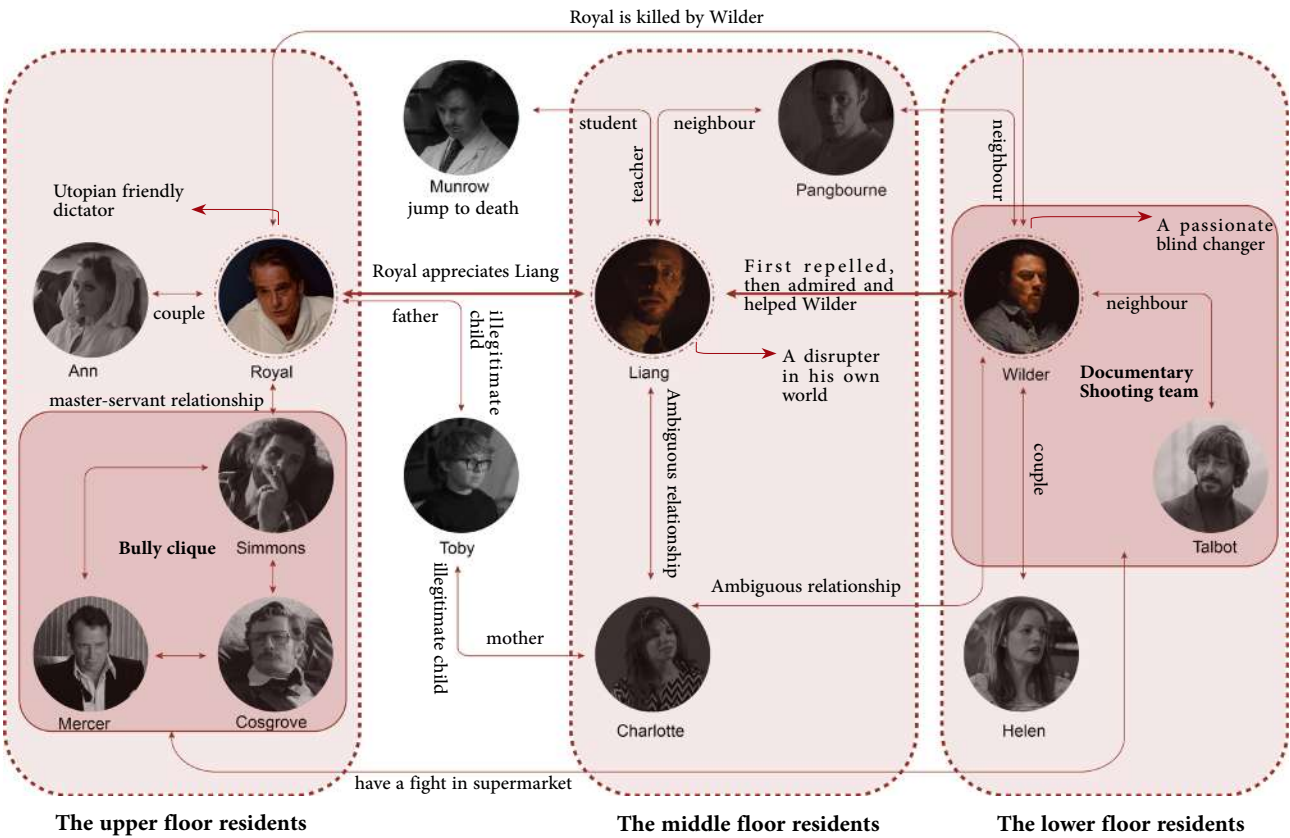 Royal is killed by Wilder
student
neighbour
teacher
neighbour
Munrow
jump to death
Pangbourne
Utopian friendly
dictator
A passionate
blind changer
Royal appreciates Liang
First repelled,
then admired and
helped Wilder
couple
father
illegitimate
child
neighbour
Ann
Royal
Liang
A disrupter
in his own
world
Wilder
Documentary
Shooting team
master-servant relationship
Ambiguous relationship
couple
Bully clique
Simmons
Toby
Talbot
illegitimate child
mother
Ambiguous relationship
Mercer
Cosgrove
Charlotte
Helen
have a fight in supermarket
The upper floor residents
The middle floor residents
The lower floor residents